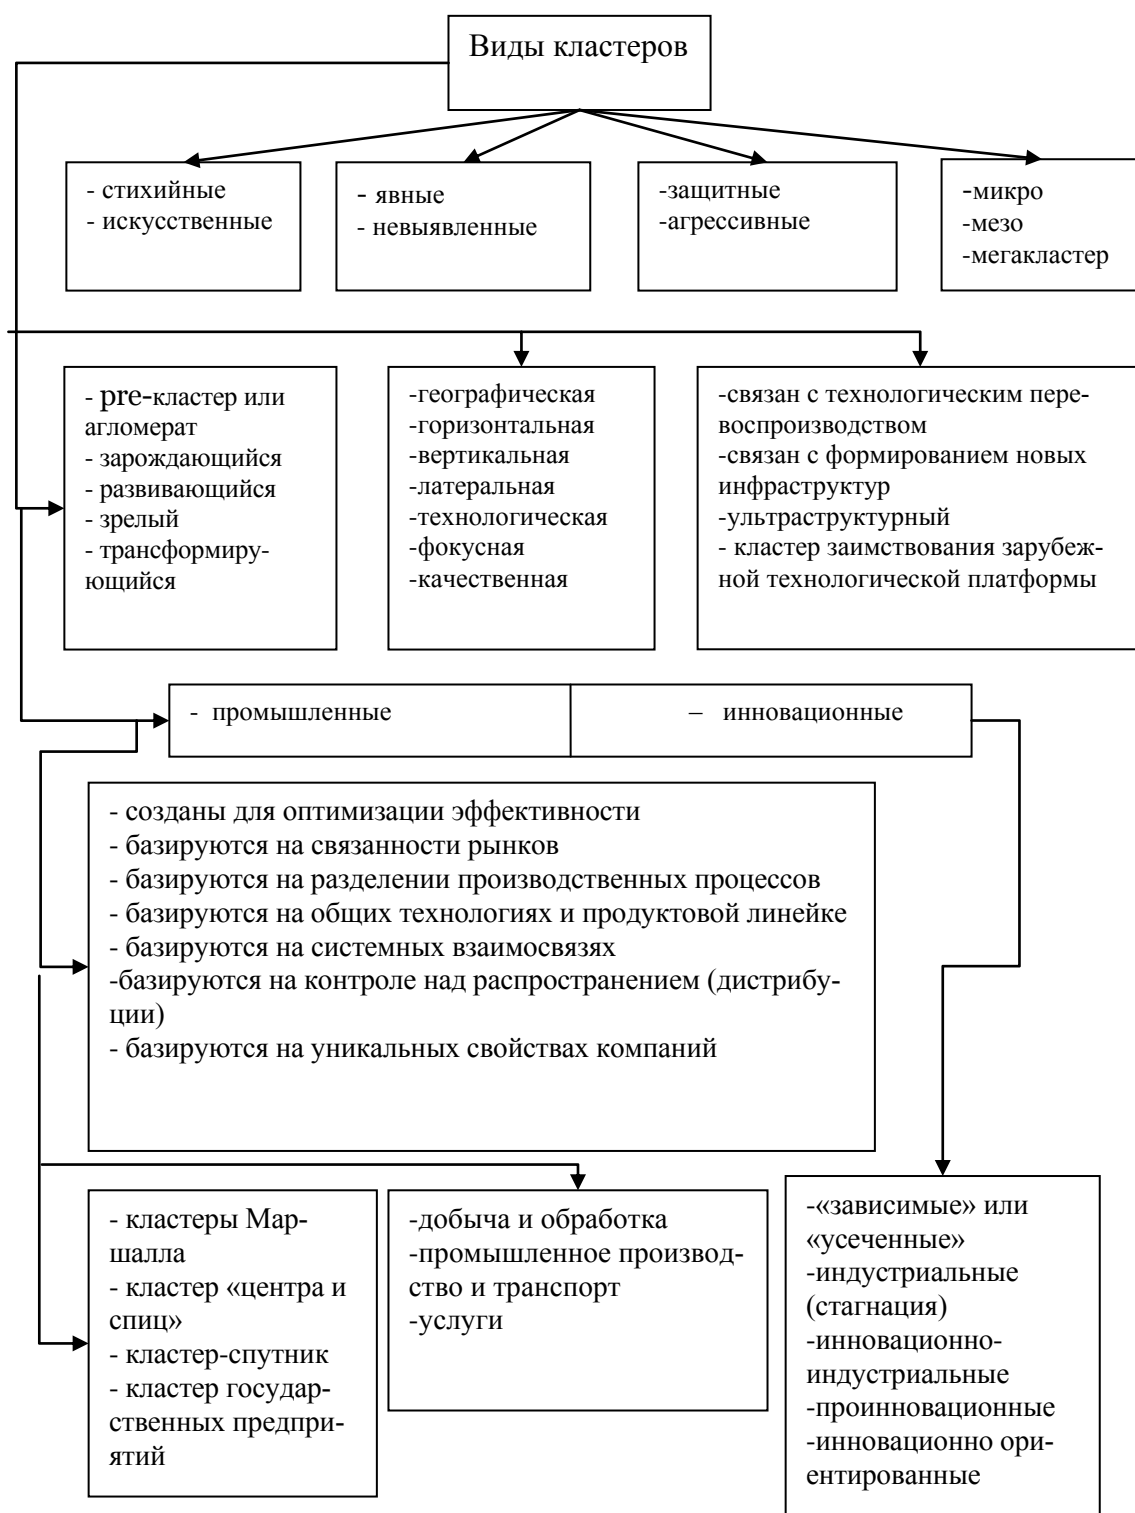 Виды кластеров
- стихийные
- искусственные
- явные
- невыявленные
-защитные
-агрессивные
-микро
-мезо
-мегакластер
- pre-кластер или
агломерат
- зарождающийся
- развивающийся
- зрелый
- трансформиру-
ющийся
-географическая
-горизонтальная
-вертикальная
-латеральная
-технологическая
-фокусная
-качественная
-связан с технологическим пере-
воспроизводством
-связан с формированием новых
инфраструктур
-ультраструктурный
- кластер заимствования зарубеж-
ной технологической платформы
- промышленные
– инновационные
- созданы для оптимизации эффективности
- базируются на связанности рынков
- базируются на разделении производственных процессов
- базируются на общих технологиях и продуктовой линейке
- базируются на системных взаимосвязях
-базируются на контроле над распространением (дистрибу-
ции)
- базируются на уникальных свойствах компаний
- кластеры Мар-
шалла
- кластер «центра и
спиц»
- кластер-спутник
- кластер государ-
ственных предпри-
ятий
-добыча и обработка
-промышленное производ-
ство и транспорт
-услуги
-«зависимые» или
«усеченные»
-индустриальные
(стагнация)
-инновационно-
индустриальные
-проинновационные
-инновационно ори-
ентированные